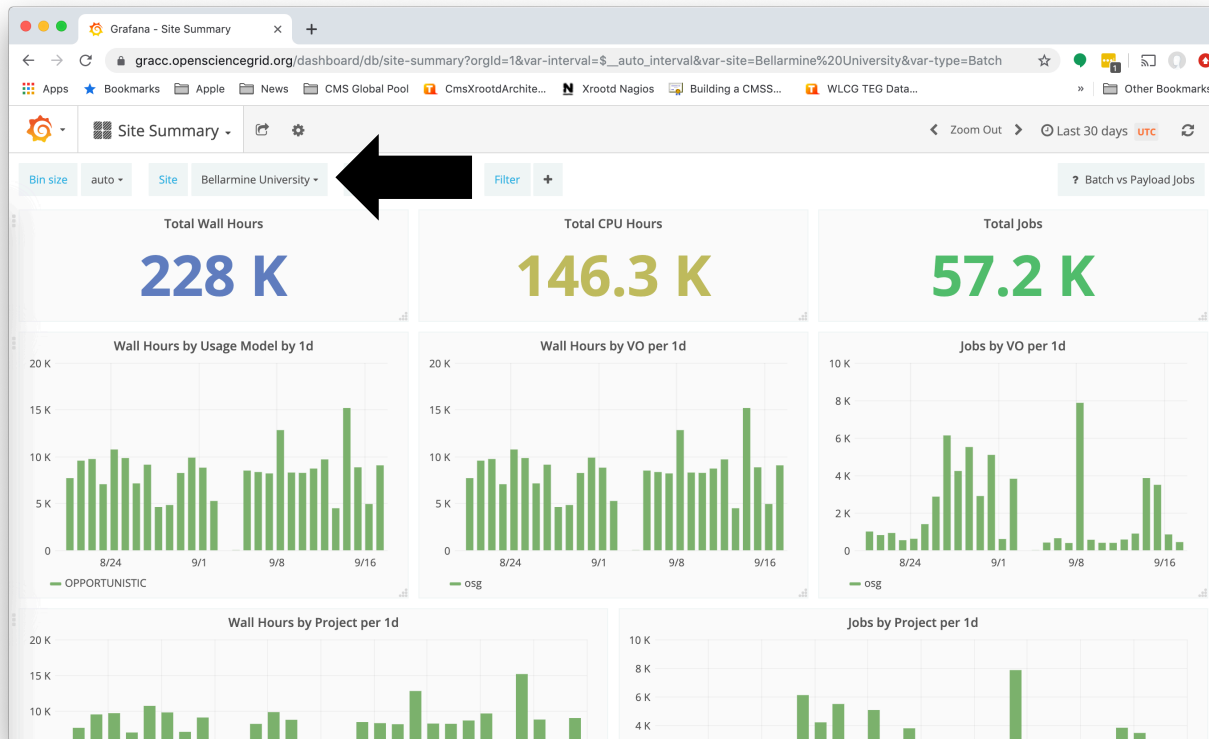 Grafana - Site Summary
gracc.opensciencegrid.org/dashboard/db/site-summary?orgId=1&var-interval=$__auto_interval&var-site=Bellarmine%20University&var-type=Batch
1
Apps Bookmarks Apple News CMS Global Pool CmsXrootdArchite... Xrootd Nagios Building a CMSS... WLCG TEG Data... » Other Bookmarks
Site Summary Zoom Out Last 30 days UTC
Bin size auto Site Bellarmine University Filter + ? Batch vs Payload Jobs
Total Wall Hours
228 K
Total CPU Hours
146.3 K
Total Jobs
57.2 K
Wall Hours by Usage Model by 1d
20 K
15 K
10 K
5 K
0
8/24 9/1 9/8 9/16
OPPORTUNISTIC
Wall Hours by VO per 1d
20 K
15 K
10 K
5 K
0
8/24 9/1 9/8 9/16
osg
Jobs by VO per 1d
10 K
8 K
6 K
4 K
2 K
0
8/24 9/1 9/8 9/16
osg
Wall Hours by Project per 1d
20 K
15 K
10 K
Jobs by Project per 1d
10 K
8 K
6 K
4 K